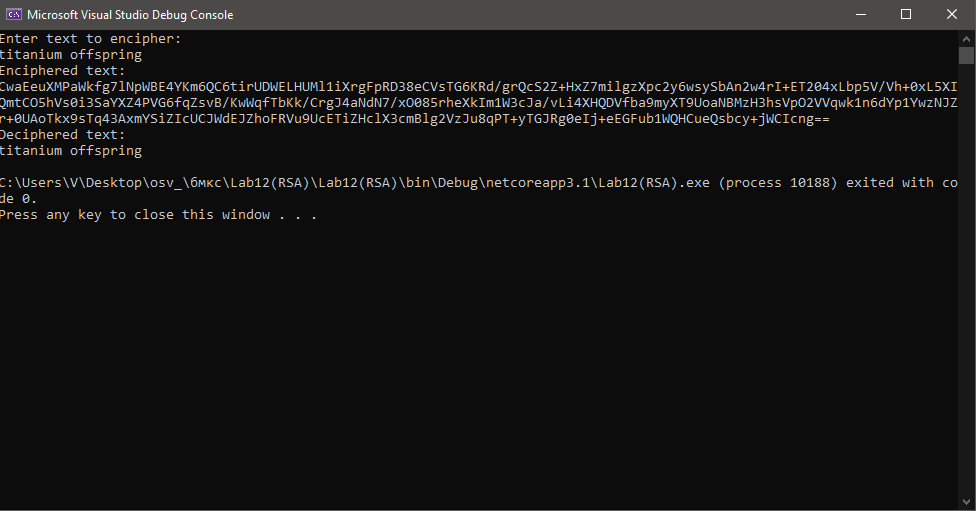 Microsoft Visual Studio Debug Console
Enter text to encipher:
titanium offspring
Enciphered text:
CwaEeuXMPaWkfg7lNpWBE4YKm6QC6tirUDWELHUMl1iXrgFpRD38eCVsTG6KRd/grQcS2Z+HxZ7milgzXpc2y6wsySbAn2w4rI+ET204xLbp5V/Vh+0xL5XI
QmtCO5hVs0i3SaYXZ4PVG6fqZsvB/KwWqfTbKk/CrgJ4aNdN7/xO085rheXkIm1W3cJa/vLi4XHQDVfba9myXT9UoaNBMzH3hsVpO2VVqwk1n6dYp1YwzNJZ
r+0UAoTkx9sTq43AxmYSiZIcUCJWdEJZhoFRVu9UcETiZHclX3cmBlg2VzJu8qPT+yTGJRg0eIj+eEGFub1WQHCueQsbcy+jWCIcng==
Deciphered text:
titanium offspring
C:\Users\V\Desktop\osv_\бмкс\Lab12(RSA)\Lab12(RSA)\bin\Debug\netcoreapp3.1\Lab12(RSA).exe (process 10188) exited with co
de 0.
Press any key to close this window . . .